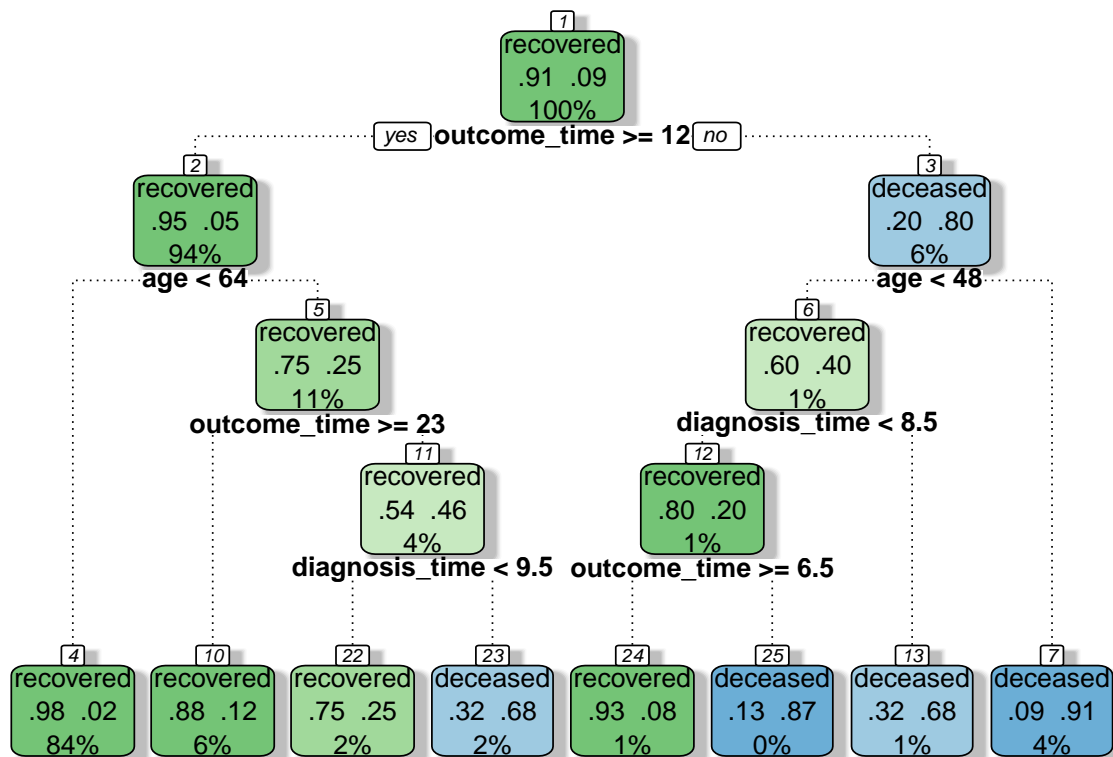 1
recovered
.91 .09
100%
yes outcome_time >= 12 no
2
recovered
.95 .05
94%
age < 64
3
deceased
.20 .80
6%
age < 48
5
recovered
.75 .25
11%
outcome_time >= 23
6
recovered
.60 .40
1%
diagnosis_time < 8.5
11
recovered
.54 .46
4%
diagnosis_time < 9.5
12
recovered
.80 .20
1%
outcome_time >= 6.5
4
recovered
.98 .02
84%
10
recovered
.88 .12
6%
22
recovered
.75 .25
2%
23
deceased
.32 .68
2%
24
recovered
.93 .08
1%
25
deceased
.13 .87
0%
13
deceased
.32 .68
1%
7
deceased
.09 .91
4%